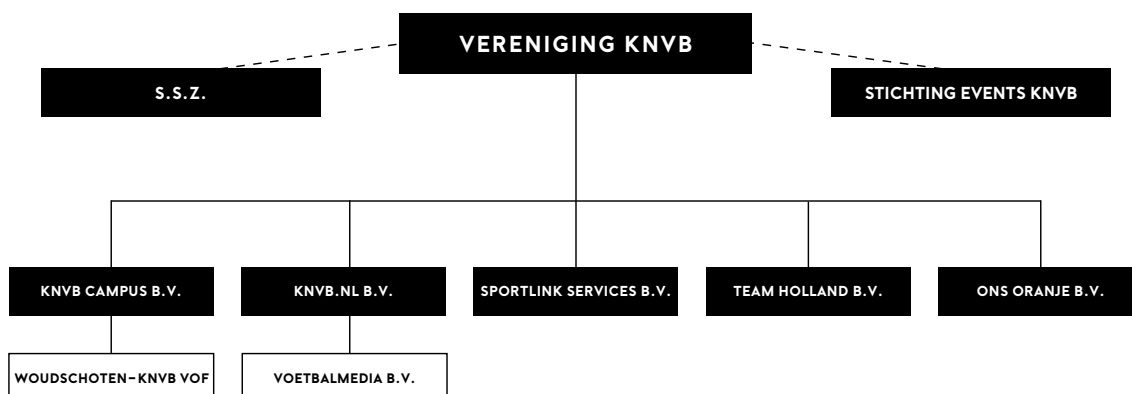 VERENIGING KNVB
S.S.Z.
STICHTING EVENTS KNVB
KNVB CAMPUS B.V.
KNVB.NL B.V.
SPORTLINK SERVICES B.V.
TEAM HOLLAND B.V.
ONS ORANJE B.V.
WOUDSCHOTEN-KNVB VOF
VOETBALMEDIA B.V.